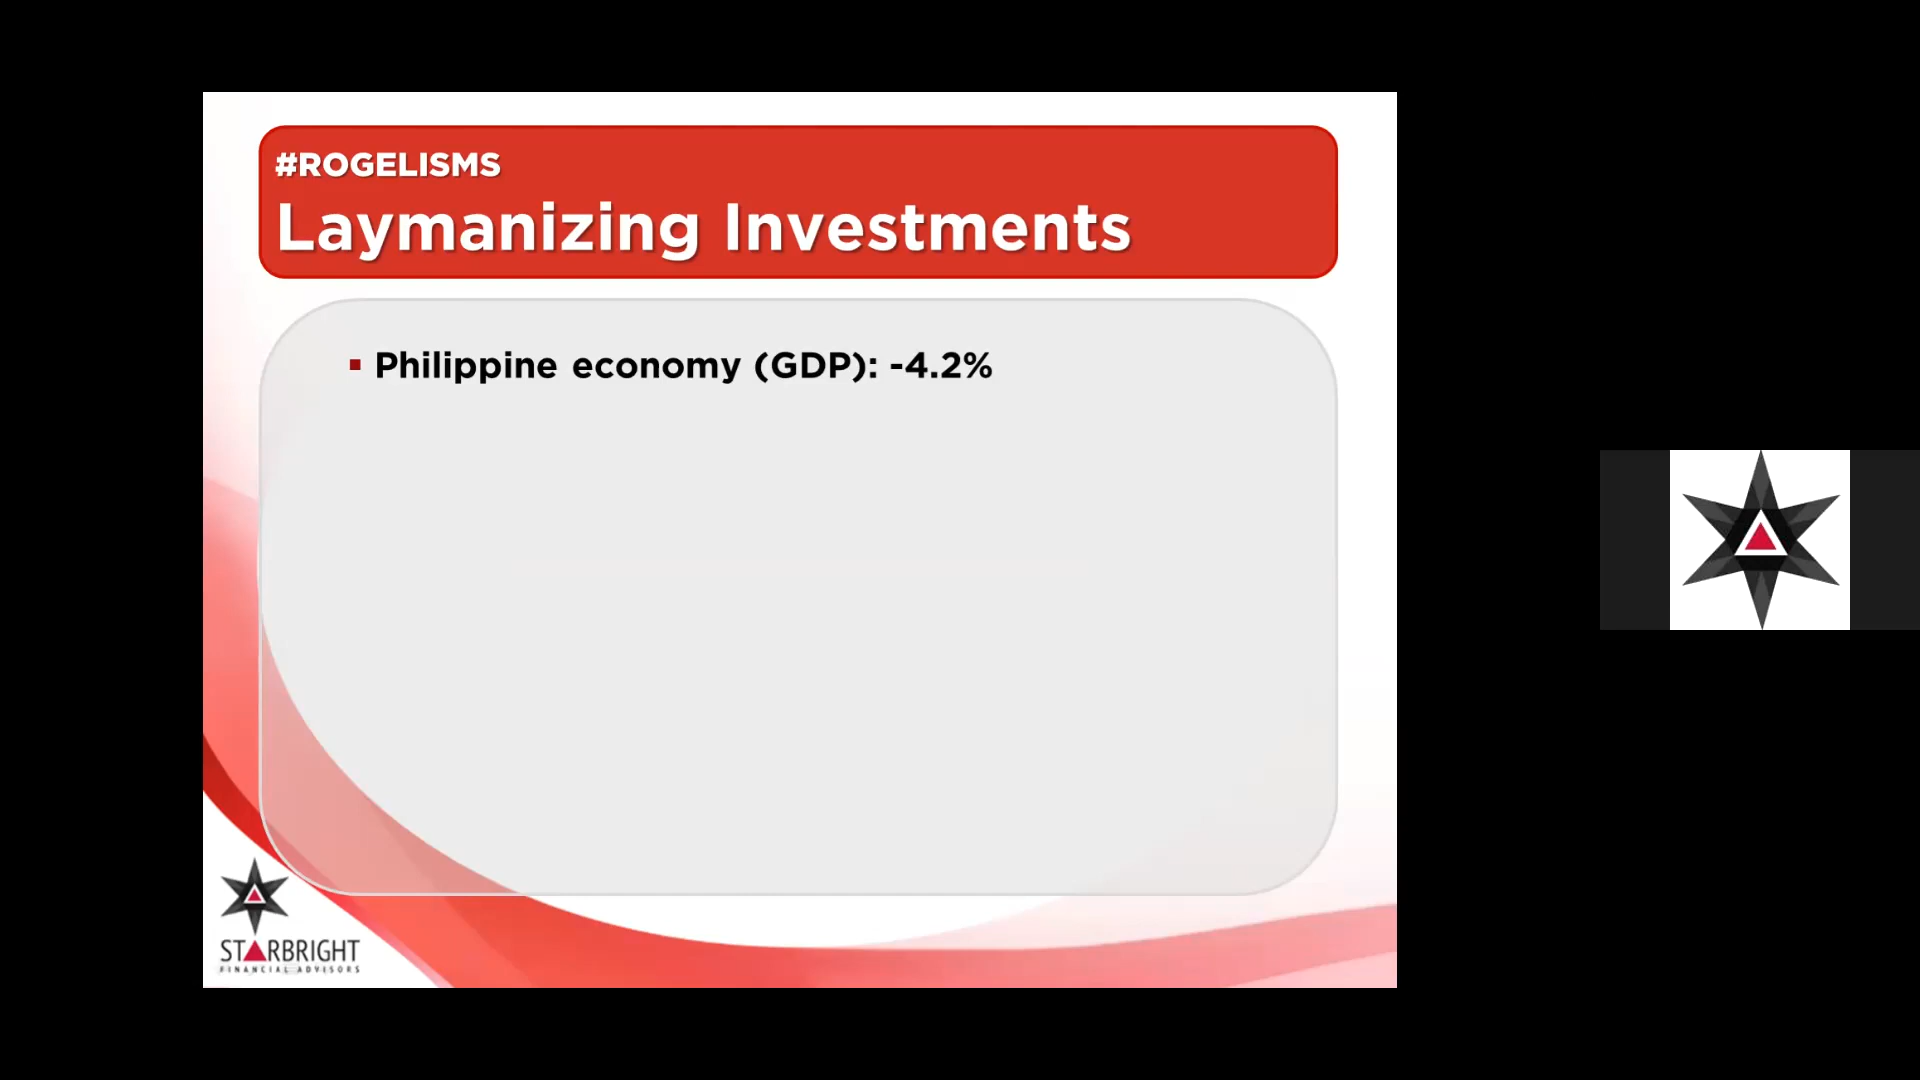 #ROGELISMS
Laymanizing Investments
▪ Philippine economy (GDP): -4.2%
STARBRIGHT
FINANCIAL ADVISORS